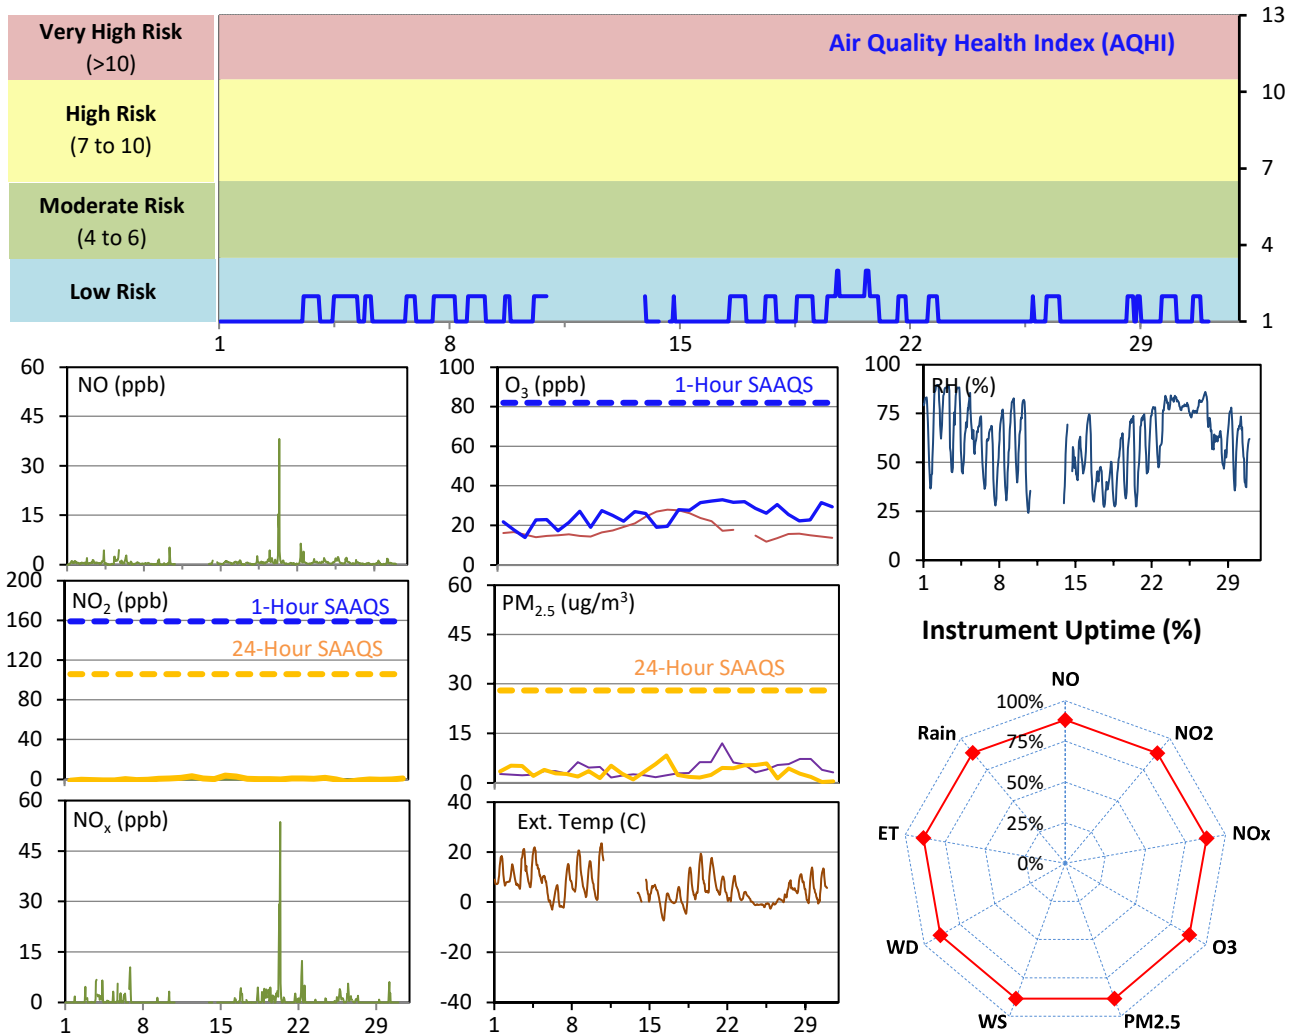 Very High Risk
(>10)
High Risk
(7 to 10)
Moderate Risk
(4 to 6)
Low Risk
Air Quality Health Index (AQHI)
13
10
7
4
1
1 8 15 22 29
NO (ppb)
60
45
30
15
0
O3 (ppb)
1-Hour SAAQS
100
80
60
40
20
0
RH (%)
100
75
50
25
0
1 8 15 22 29
NO2 (ppb)
1-Hour SAAQS
24-Hour SAAQS
200
160
120
80
40
0
PM2.5 (ug/m3)
24-Hour SAAQS
60
45
30
15
0
NOx (ppb)
60
45
30
15
0
1 8 15 22 29
Ext. Temp (C)
40
20
0
-20
-40
1 8 15 22 29
Instrument Uptime (%)
NO
NO2
NOx
O3
PM2.5
WS
WD
ET
Rain
100%
75%
50%
25%
0%